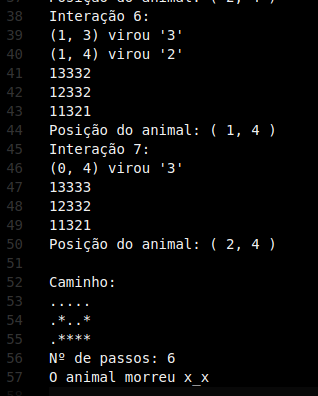 37 Posição do animal: ( 2, 4 )
38 Interação 6:
39 (1, 3) virou '3'
40 (1, 4) virou '2'
41 13332
42 12332
43 11321
44 Posição do animal: ( 1, 4 )
45 Interação 7:
46 (0, 4) virou '3'
47 13333
48 12332
49 11321
50 Posição do animal: ( 2, 4 )
51
52 Caminho:
53 .....
54 .*..*
55 .****
56 Nº de passos: 6
57 O animal morreu x_x
58